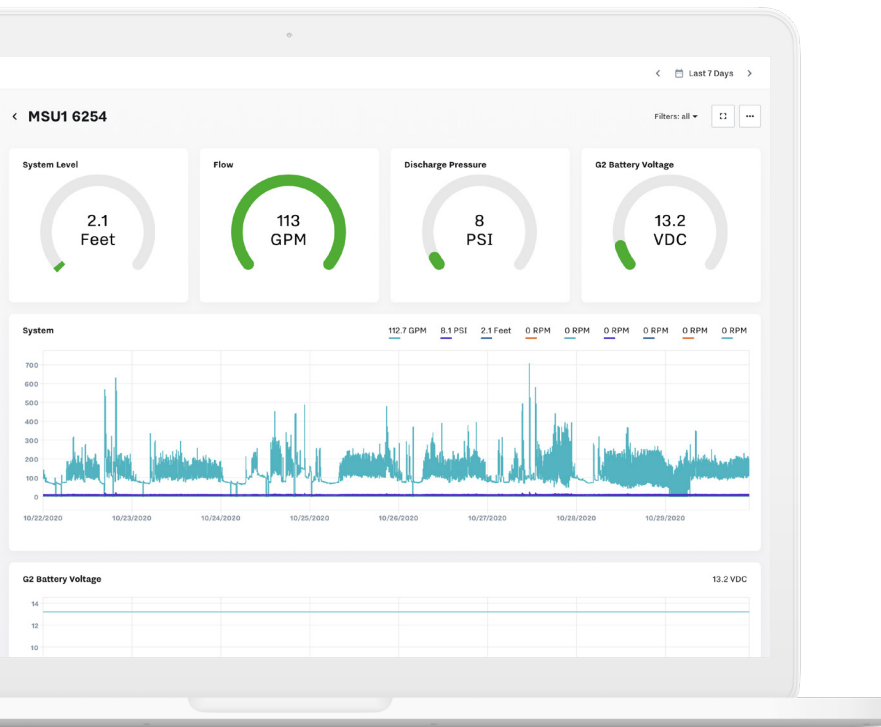 Last 7 Days
MSU1 6254
Filters: all
System Level
Flow
Discharge Pressure
G2 Battery Voltage
2.1
Feet
113
GPM
8
PSI
13.2
VDC
System
112.7 GPM 8.1 PSI 2.1 Feet 0 RPM 0 RPM 0 RPM 0 RPM 0 RPM 0 RPM
700
600
500
400
300
200
100
0
10/22/2020 10/23/2020 10/24/2020 10/25/2020 10/26/2020 10/27/2020 10/28/2020 10/29/2020
G2 Battery Voltage
13.2 VDC
14
12
10